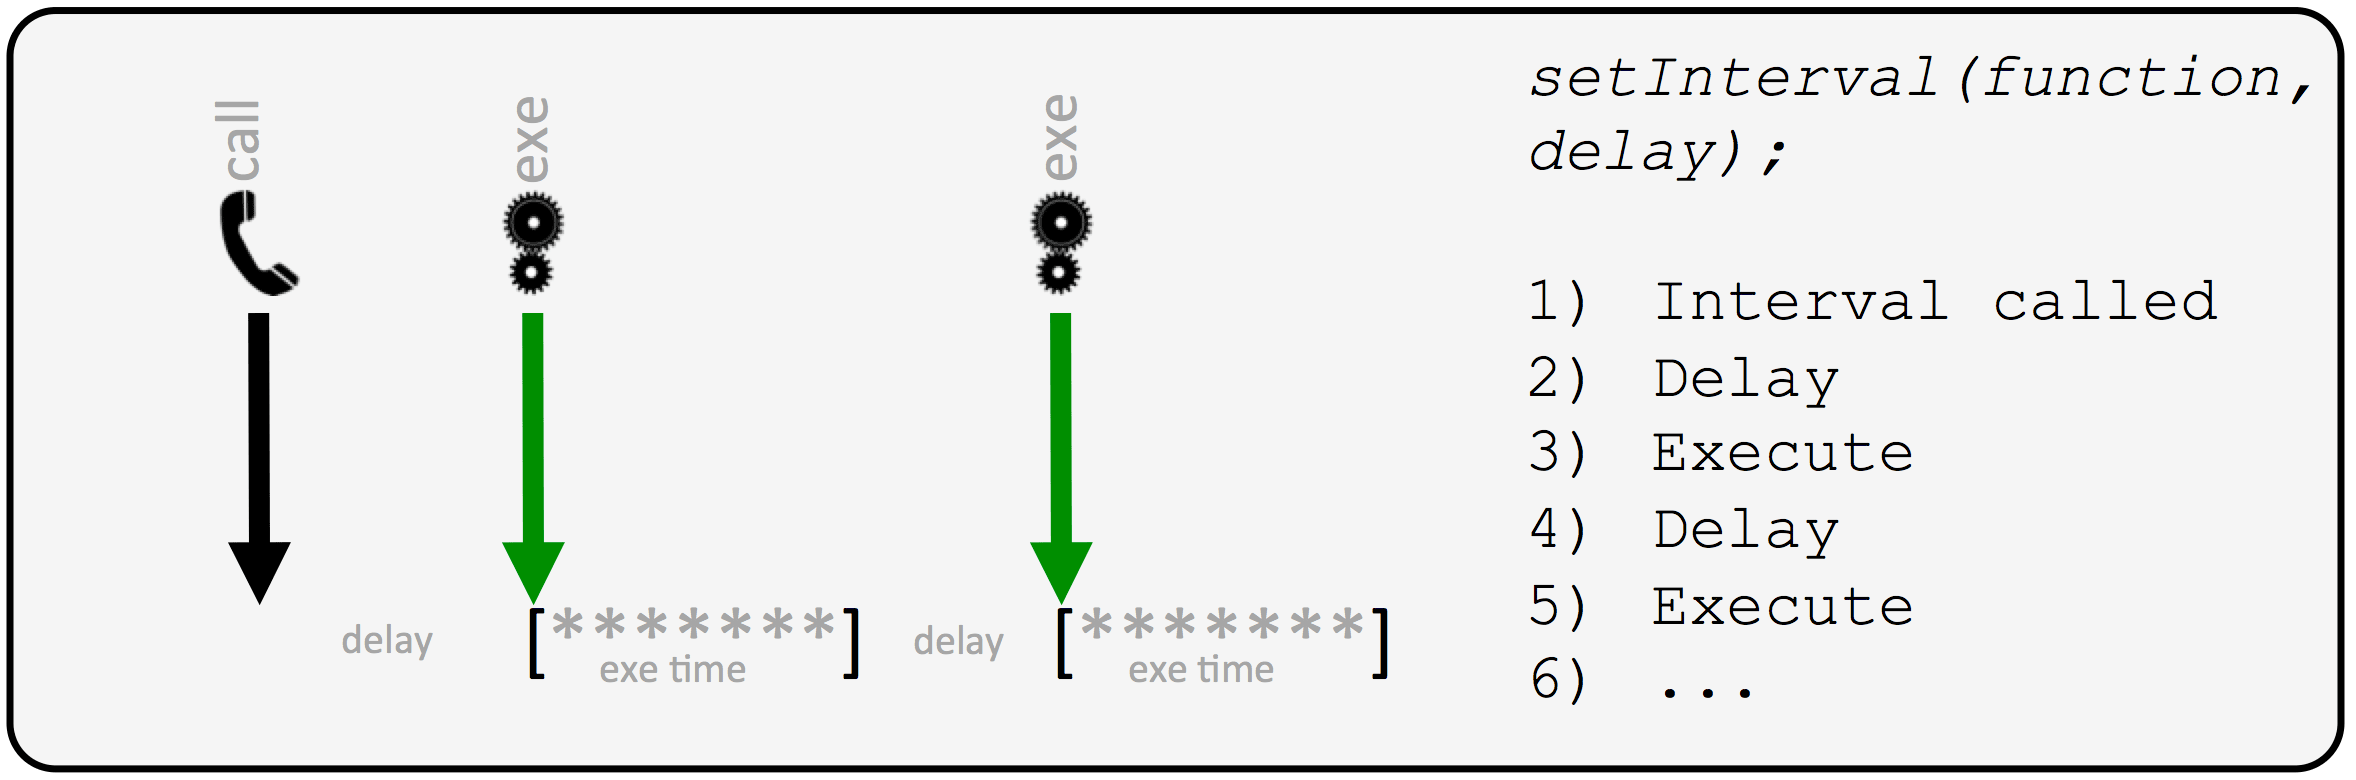 call
exe
exe
delay
[*******]
exe time
delay
[*******]
exe time
setInterval(function,
delay);
1) Interval called
2) Delay
3) Execute
4) Delay
5) Execute
6) ...